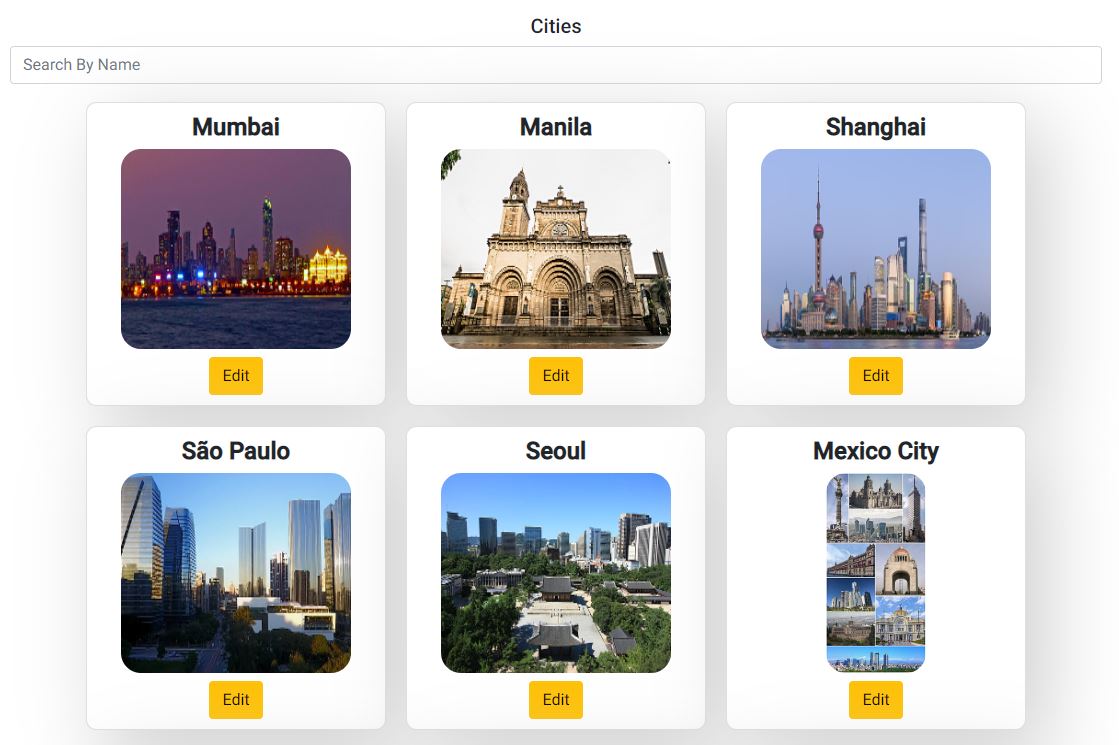 Cities
Search By Name
Mumbai
Manila
Shanghai
Edit
Edit
Edit
São Paulo
Seoul
Mexico City
Edit
Edit
Edit